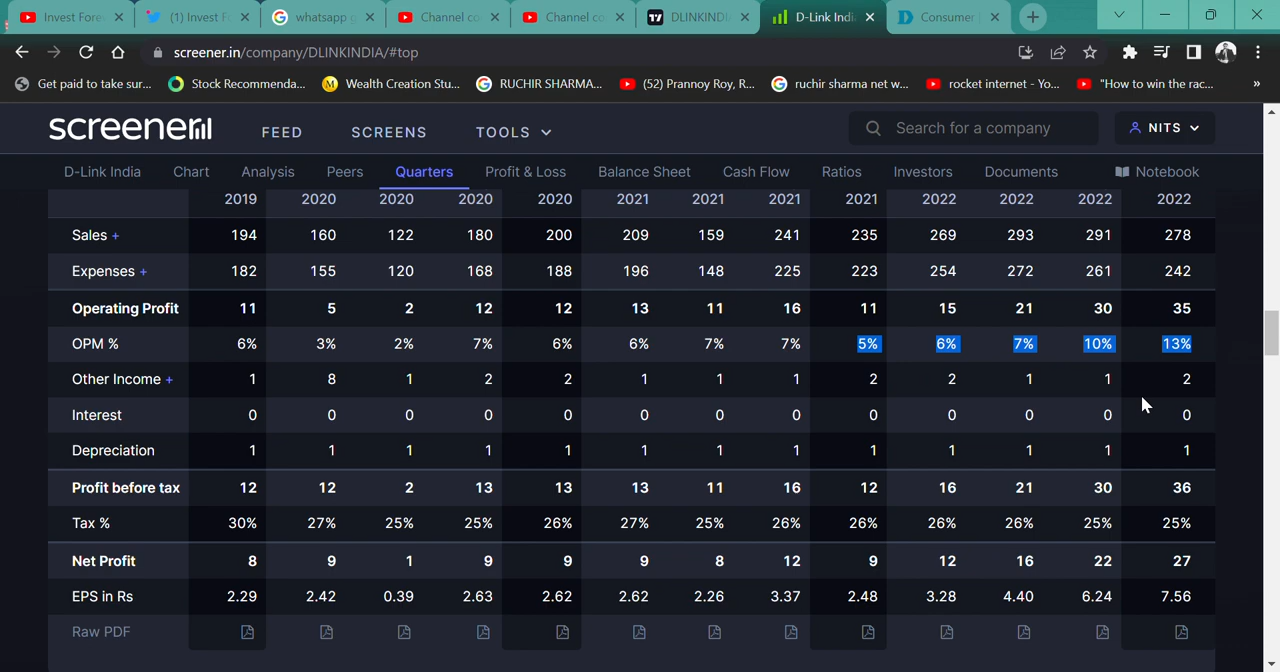 Invest Fores
(1) Invest F
whatsapp g
Channel co
Channel co
DLINKINDI
D-Link Indi
Consumer
screener.in/company/DLINKINDIA/#top
Get paid to take sur...
Stock Recommenda...
Wealth Creation Stu...
RUCHIR SHARMA...
(52) Prannoy Roy, R...
ruchir sharma net w...
rocket internet - Yo...
"How to win the rac...
»
screener
FEED
SCREENS
TOOLS
Search for a company
NITS
D-Link India Chart Analysis Peers Quarters Profit & Loss Balance Sheet Cash Flow Ratios Investors Documents Notebook
2019 2020 2020 2020 2020 2021 2021 2021 2021 2022 2022 2022 2022
Sales + 194 160 122 180 200 209 159 241 235 269 293 291 278
Expenses + 182 155 120 168 188 196 148 225 223 254 272 261 242
Operating Profit 11 5 2 12 12 13 11 16 11 15 21 30 35
OPM % 6% 3% 2% 7% 6% 6% 7% 7% 5% 6% 7% 10% 13%
Other Income + 1 8 1 2 2 1 1 1 2 2 1 1 2
Interest 0 0 0 0 0 0 0 0 0 0 0 0 0
Depreciation 1 1 1 1 1 1 1 1 1 1 1 1 1
Profit before tax 12 12 2 13 13 13 11 16 12 16 21 30 36
Tax % 30% 27% 25% 25% 26% 27% 25% 26% 26% 26% 26% 25% 25%
Net Profit 8 9 1 9 9 9 8 12 9 12 16 22 27
EPS in Rs 2.29 2.42 0.39 2.63 2.62 2.62 2.26 3.37 2.48 3.28 4.40 6.24 7.56
Raw PDF